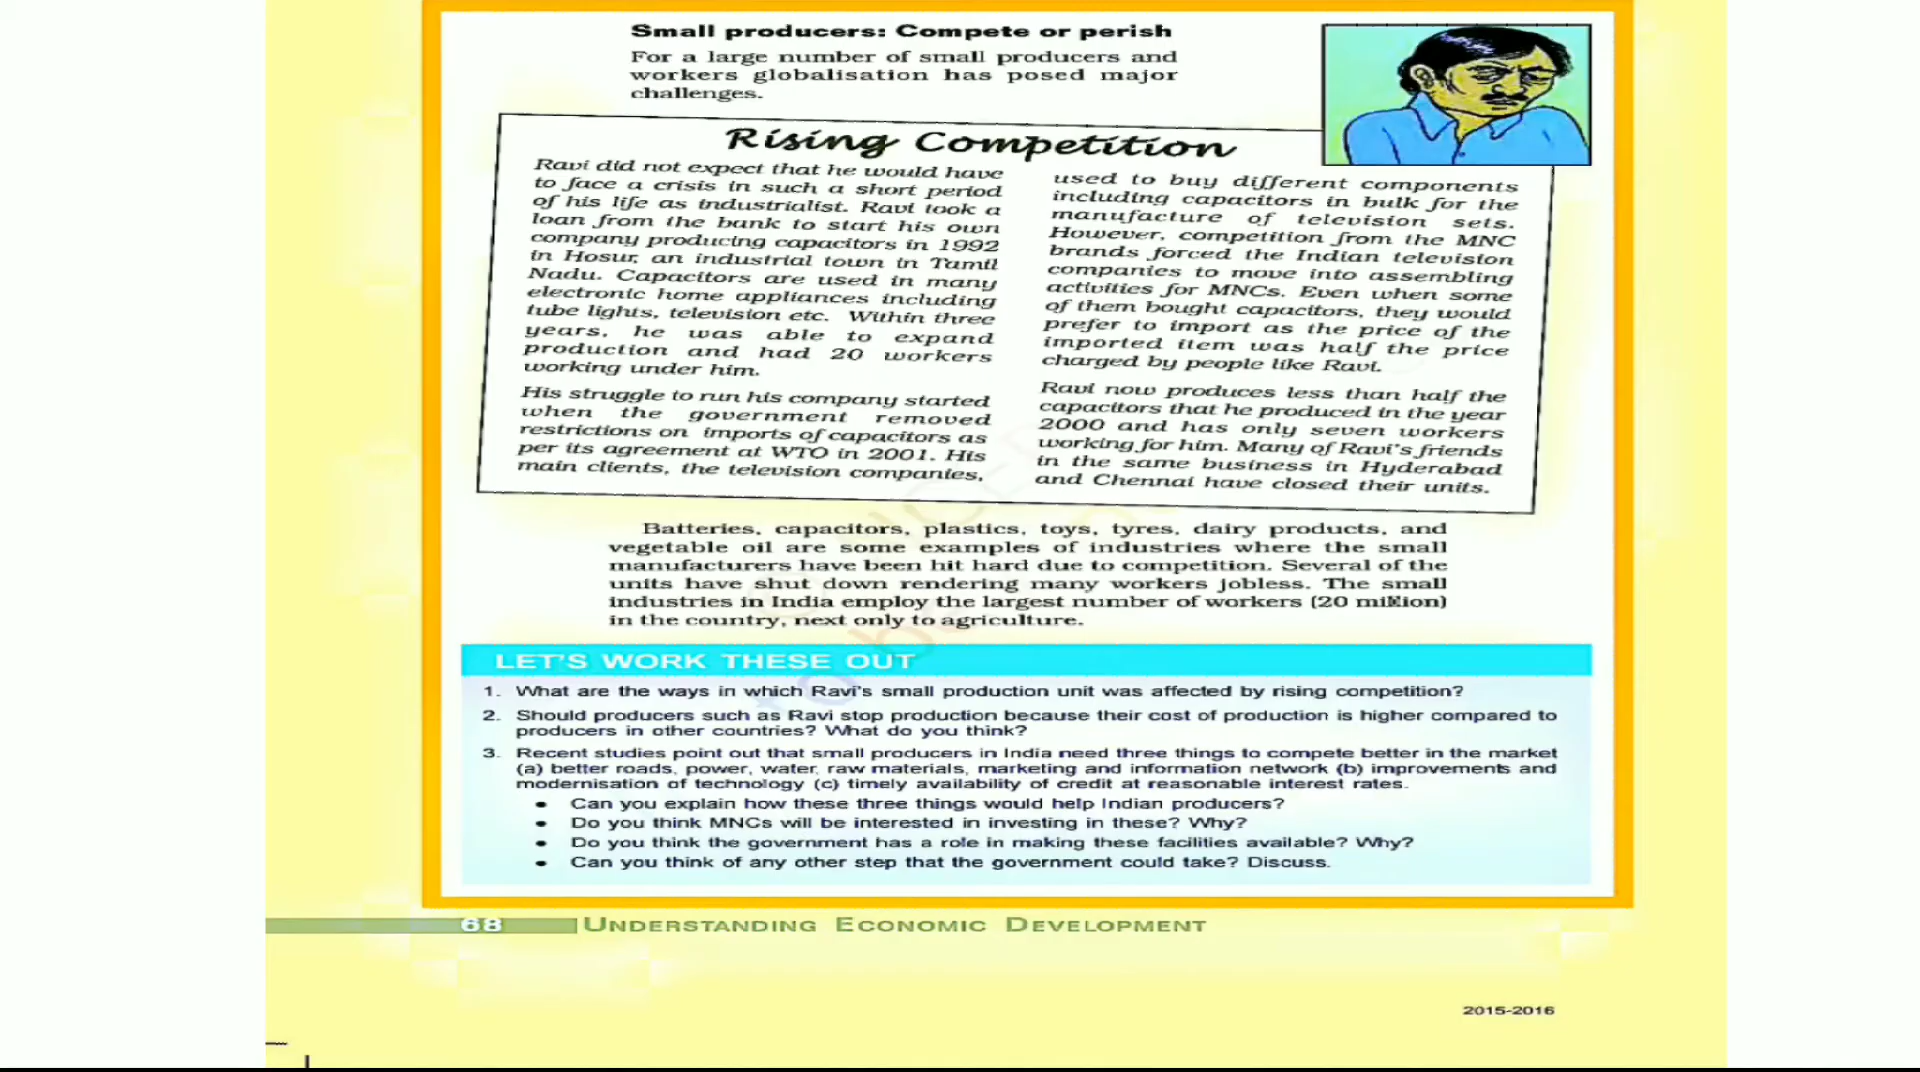 Small producers: Compete or perish
For a large number of small producers and
workers globalisation has posed major
challenges.
Rising Competition
Ravi did not expect that he would have
to face a crisis in such a short period
of his life as industrialist. Ravi took a
loan from the bank to start his own
company producing capacitors in 1992
in Hosur, an industrial town in Tamil
Nadu. Capacitors are used in many
electronic home appliances including
tube lights, television etc. Within three
years, he was able to expand
production and had 20 workers
working under him.
His struggle to run his company started
when the government removed
restrictions on imports of capacitors as
per its agreement at WTO in 2001. His
main clients, the television companies,
used to buy different components
including capacitors in bulk for the
manufacture of television sets.
However, competition from the MNC
brands forced the Indian television
companies to move into assembling
activities for MNCs. Even when some
of them bought capacitors, they would
prefer to import as the price of the
imported item was half the price
charged by people like Ravi.
Ravi now produces less than half the
capacitors that he produced in the year
2000 and has only seven workers
working for him. Many of Ravi's friends
in the same business in Hyderabad
and Chennai have closed their units.
Batteries, capacitors, plastics, toys, tyres, dairy products, and
vegetable oil are some examples of industries where the small
manufacturers have been hit hard due to competition. Several of the
units have shut down rendering many workers jobless. The small
industries in India employ the largest number of workers (20 million)
in the country, next only to agriculture.
LET'S WORK THESE OUT
1. What are the ways in which Ravi's small production unit was affected by rising competition?
2. Should producers such as Ravi stop production because their cost of production is higher compared to
producers in other countries? What do you think?
3. Recent studies point out that small producers in India need three things to compete better in the market
(a) better roads, power, water, raw materials, marketing and information network (b) improvements and
modernisation of technology (c) timely availability of credit at reasonable interest rates.
• Can you explain how these three things would help Indian producers?
• Do you think MNCs will be interested in investing in these? Why?
• Do you think the government has a role in making these facilities available? Why?
• Can you think of any other step that the government could take? Discuss.
68 UNDERSTANDING ECONOMIC DEVELOPMENT
2015-2016